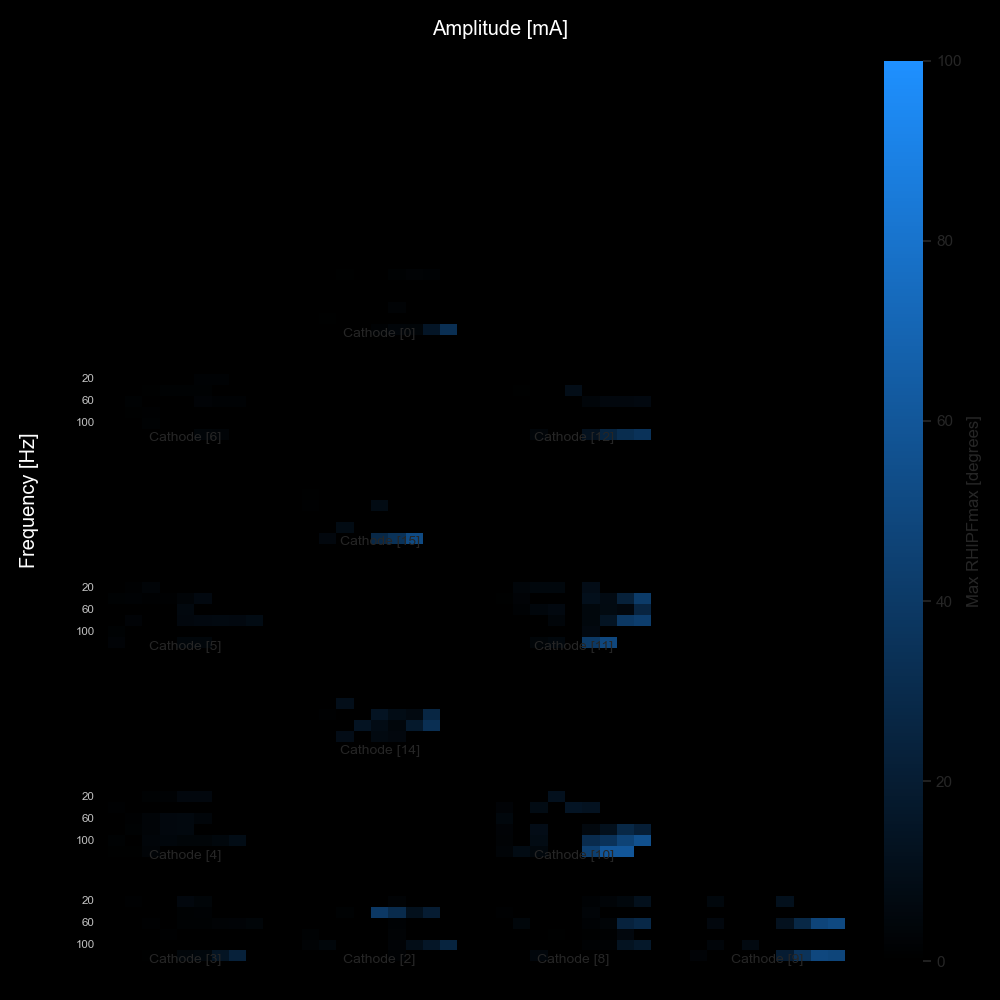 Amplitude [mA]
100
80
60
40
20
0
Max RHIPFmax [degrees]
Frequency [Hz]
Cathode [0]
20
60
100
Cathode [6]
Cathode [12]
Cathode [15]
20
60
100
Cathode [5]
Cathode [11]
Cathode [14]
20
60
100
Cathode [4]
Cathode [10]
20
60
100
Cathode [3]
Cathode [2]
Cathode [8]
Cathode [9]